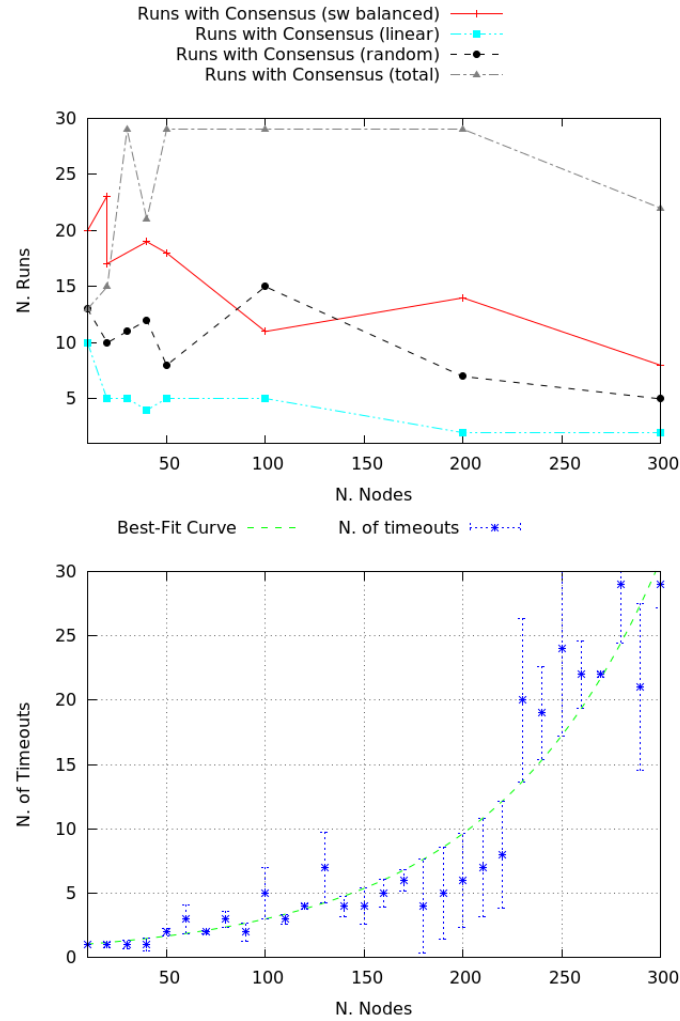 Runs with Consensus (sw balanced)
Runs with Consensus (linear)
Runs with Consensus (random)
Runs with Consensus (total)
30
25
20
15
10
5
N. Runs
50 100 150 200 250 300
N. Nodes
Best-Fit Curve N. of timeouts
30
25
20
15
10
5
0
N. of Timeouts
50 100 150 200 250 300
N. Nodes